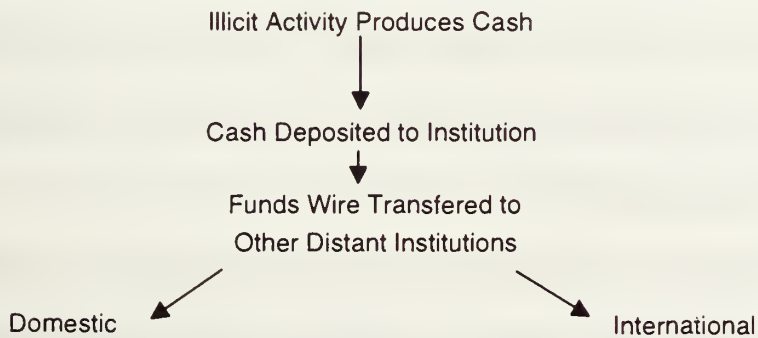 Illicit Activity Produces Cash
Cash Deposited to Institution
Funds Wire Transfered to
Other Distant Institutions
Domestic
International